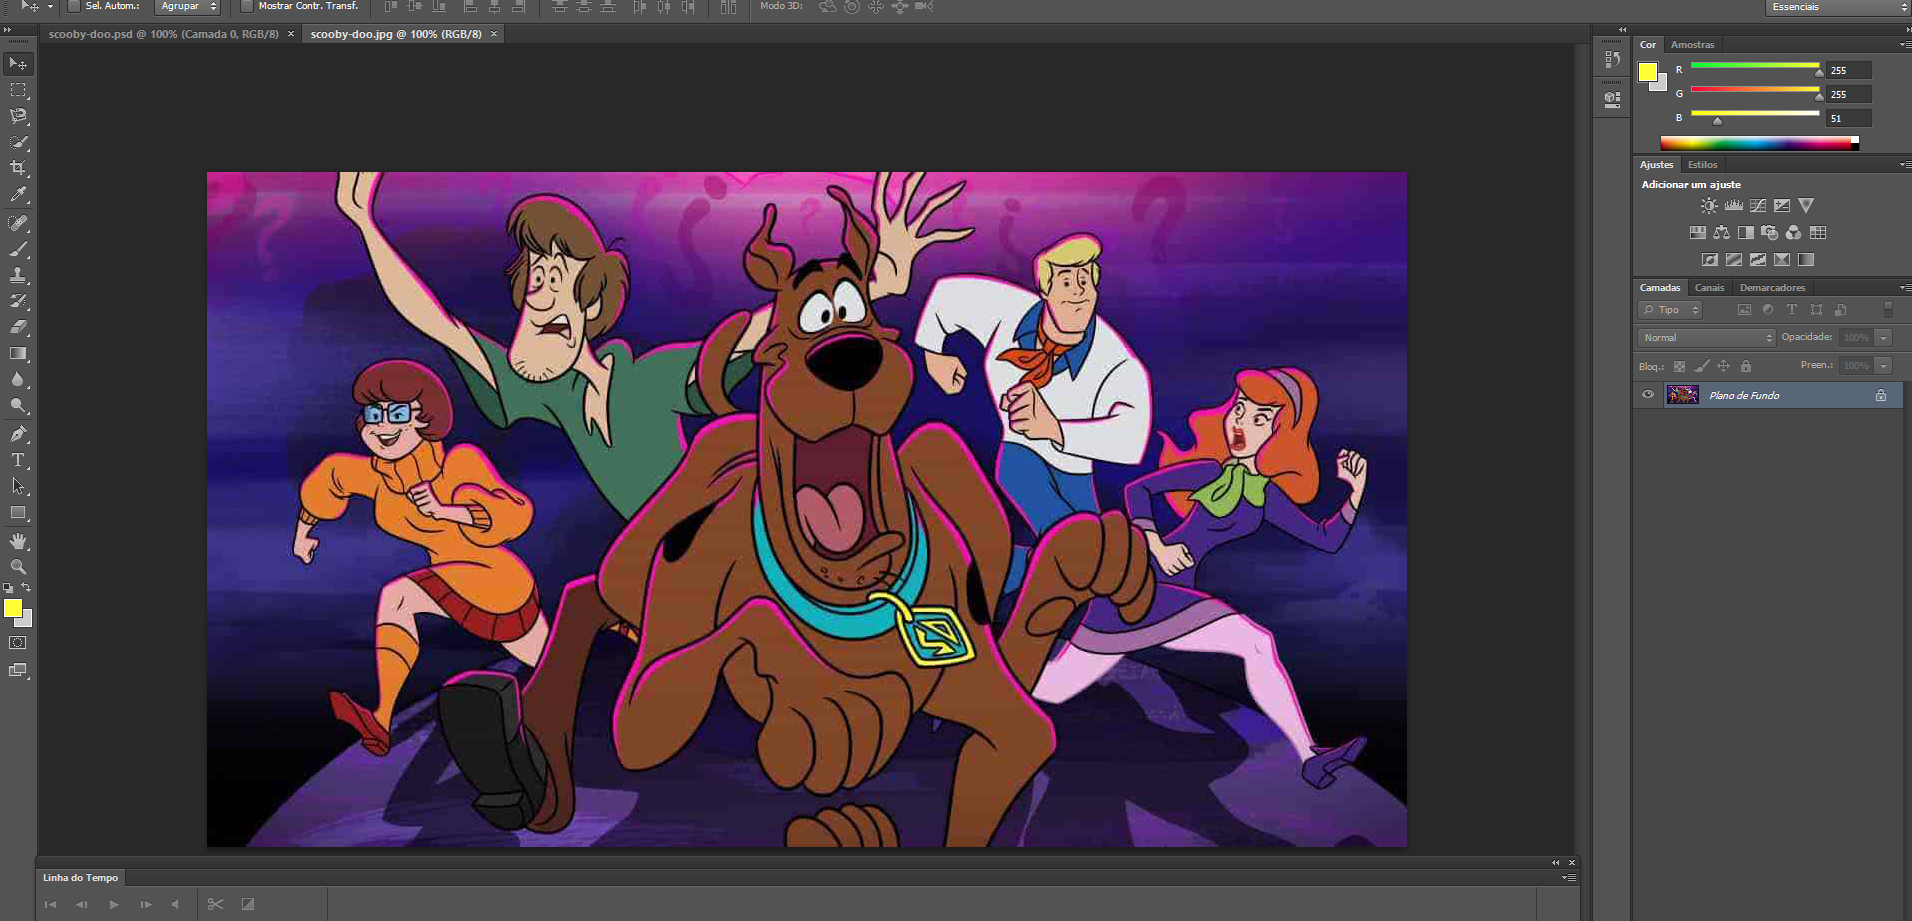 Sel. Autom.: Agrupar Mostrar Contr. Transf. Modo 3D: Essenciais
scooby-doo.psd @ 100% (Camada 0, RGB/8) × scooby-doo.jpg @ 100% (RGB/8) ×
Cor Amostras
R 255
G 255
B 51
Ajustes Estilos
Adicionar um ajuste
Camadas Canais Demarcadores
Tipo
Normal Opacidade: 100%
Bloq.: Preen.: 100%
Plano de Fundo
Linha do Tempo